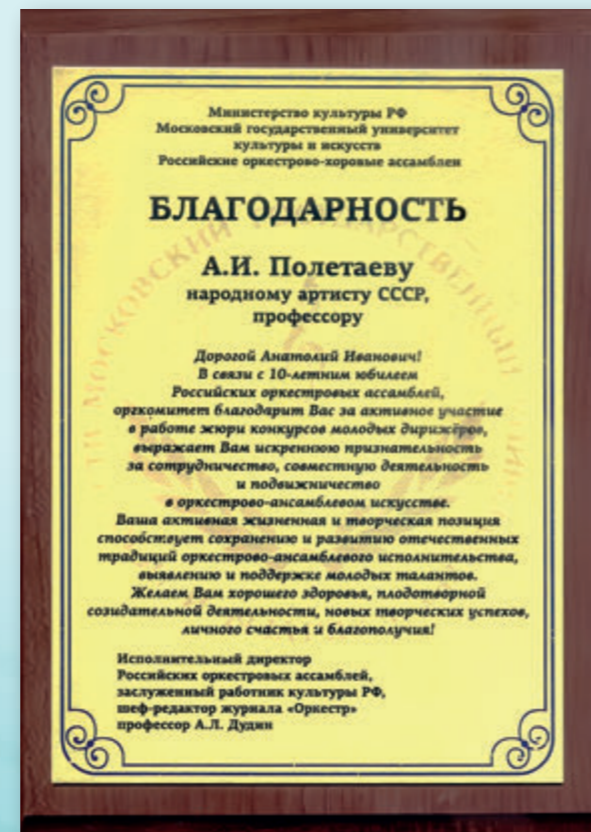 Министерство культуры РФ
Московский государственный университет
культуры и искусств
Российские оркестрово-хоровые ассамблеи
БЛАГОДАРНОСТЬ
А.И. Полетаеву
народному артисту СССР,
профессору
Дорогой Анатолий Иванович!
В связи с 10-летним юбилеем
Российских оркестровых ассамблей,
оргкомитет благодарит Вас за активное участие
в работе жюри конкурсов молодых дирижёров,
выражает Вам искреннюю признательность
за сотрудничество, совместную деятельность
и подвижничество
в оркестрово-ансамблевом искусстве.
Ваша активная жизненная и творческая позиция
способствует сохранению и развитию отечественных
традиций оркестрово-ансамблевого исполнительства,
выявлению и поддержке молодых талантов.
Желаем Вам хорошего здоровья, плодотворной
созидательной деятельности, новых творческих успехов,
личного счастья и благополучия!
Исполнительный директор
Российских оркестровых ассамблей,
заслуженный работник культуры РФ,
шеф-редактор журнала «Оркестр»
профессор А.Л. Дудин
МОСКОВСКИЙ ГОСУДАРСТВЕННЫЙ